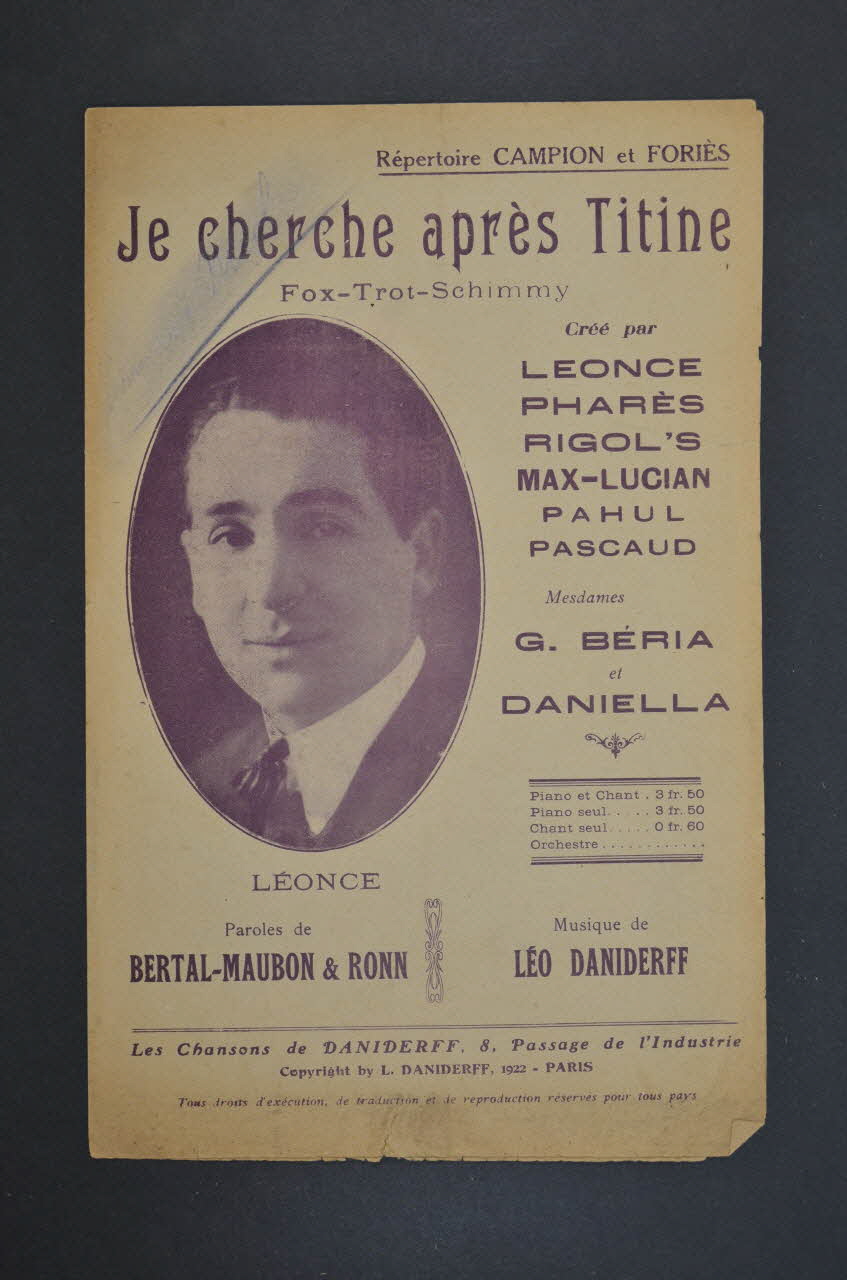 Répertoire CAMPION et FORIÈS
Je cherche après Titine
Fox-Trot-Schimmy
Créé par
LEONCE
PHARÈS
RIGOL'S
MAX-LUCIAN
PAHUL
PASCAUD
Mesdames
G. BÉRIA
et
DANIELLA
Piano et Chant . 3 fr. 50
Piano seul. . . . . 3 fr. 50
Chant seul. . . . . 0 fr. 60
Orchestre . . . . . . . . . . . .
LÉONCE
Paroles de
BERTAL-MAUBON & RONN
Musique de
LÉO DANIDERFF
Les Chansons de DANIDERFF, 8, Passage de l'Industrie
Copyright by L. DANIDERFF, 1922 - PARIS
Tous droits d'exécution, de traduction et de reproduction réservés pour tous pays